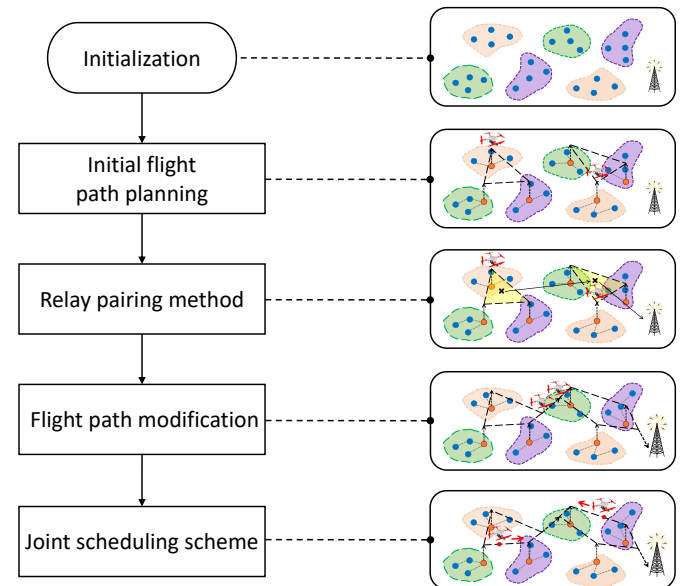 Initialization
Initial flight
path planning
Relay pairing method
Flight path modification
Joint scheduling scheme